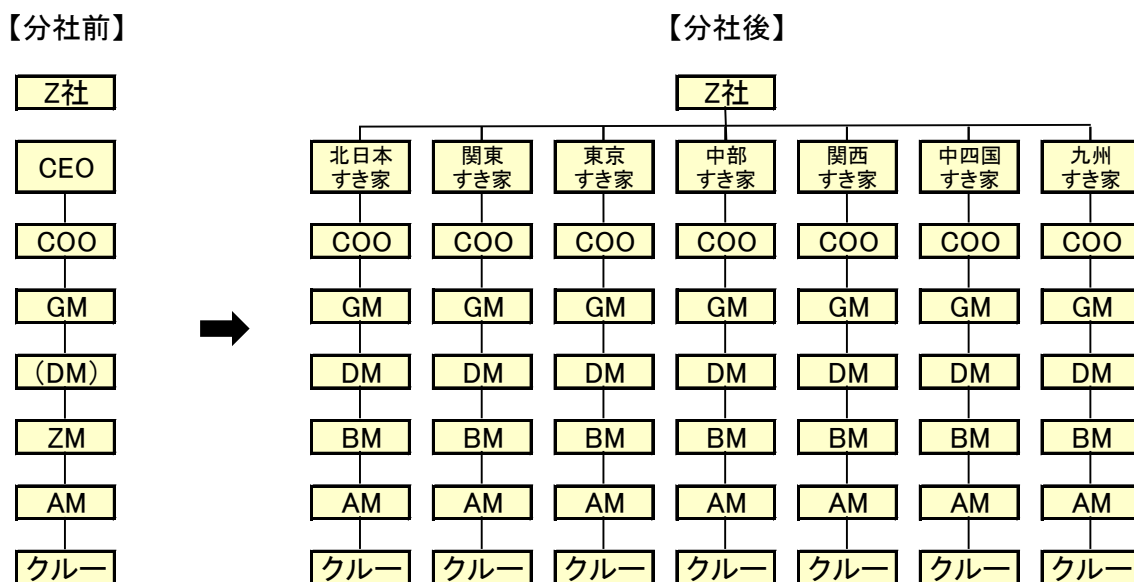 【分社前】 【分社後】
Z社 Z社
CEO 北日本 関東 東京 中部 関西 中四国 九州
すき家 すき家 すき家 すき家 すき家 すき家 すき家
COO COO COO COO COO COO COO COO
GM GM GM GM GM GM GM GM
（DM） DM DM DM DM DM DM DM
ZM BM BM BM BM BM BM BM
AM AM AM AM AM AM AM AM
クルー クルー クルー クルー クルー クルー クルー クルー